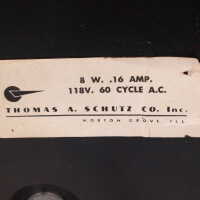 8 W. .16 AMP.
118V. 60 CYCLE A.C.
THOMAS A. SCHUTZ CO. Inc.
MORTON GROVE, ILL